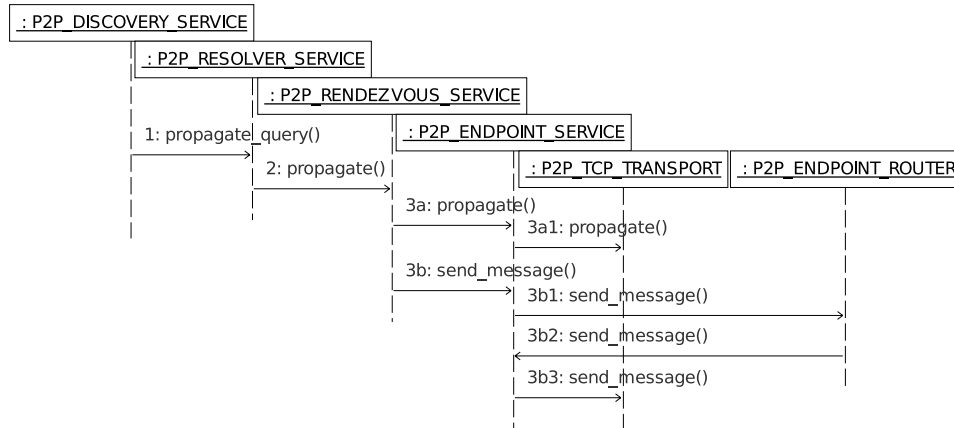 : P2P_DISCOVERY_SERVICE
: P2P_RESOLVER_SERVICE
: P2P_RENDEZVOUS_SERVICE
: P2P_ENDPOINT_SERVICE
1: propagate_query()
: P2P_TCP_TRANSPORT
: P2P_ENDPOINT_ROUTER
2: propagate()
3a: propagate()
3a1: propagate()
3b: send_message()
3b1: send_message()
3b2: send_message()
3b3: send_message()